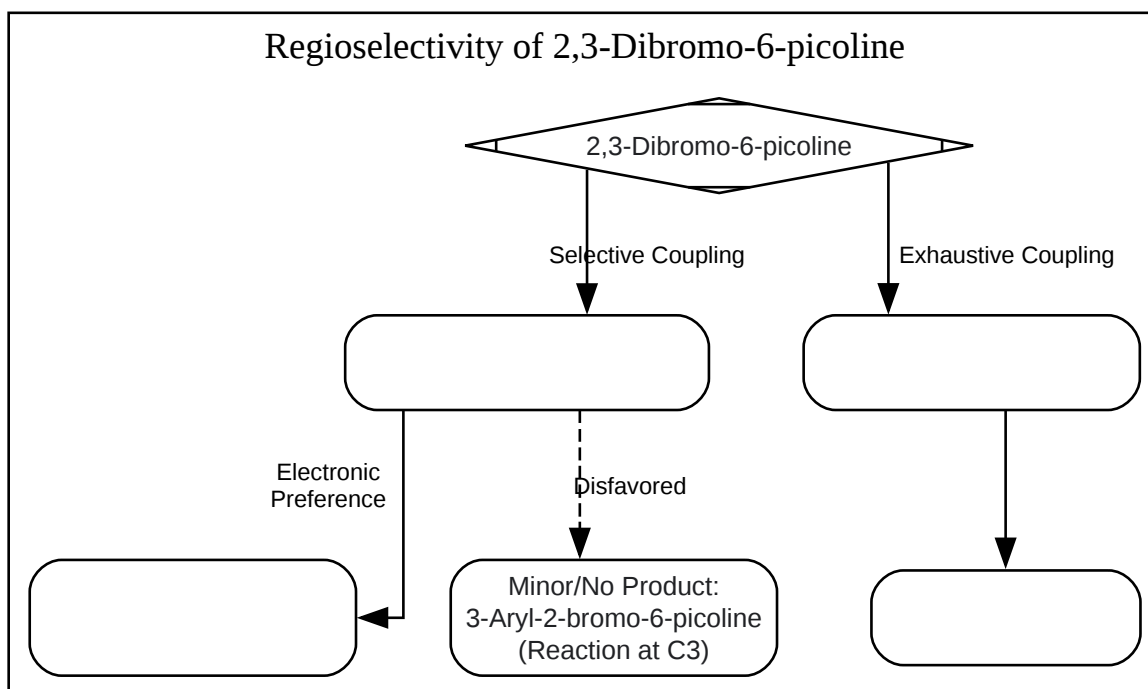 Regioselectivity of 2,3-Dibromo-6-picoline
2,3-Dibromo-6-picoline
Selective Coupling
Exhaustive Coupling
Electronic
Preference
Disfavored
Minor/No Product:
3-Aryl-2-bromo-6-picoline
(Reaction at C3)